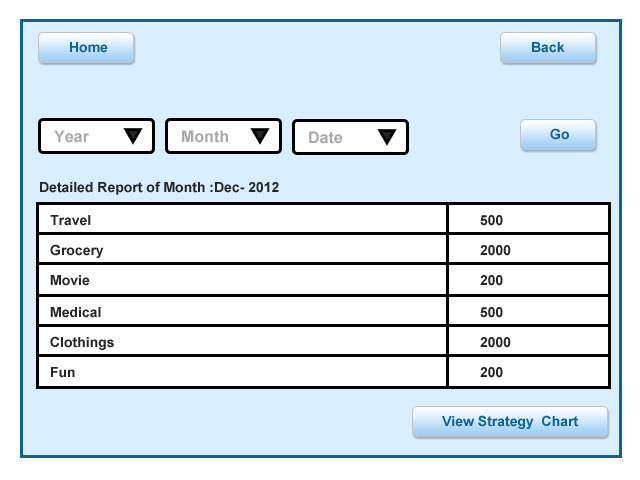 Home Back
Year Month Date Go
Detailed Report of Month :Dec- 2012
Travel 500
Grocery 2000
Movie 200
Medical 500
Clothings 2000
Fun 200
View Strategy Chart